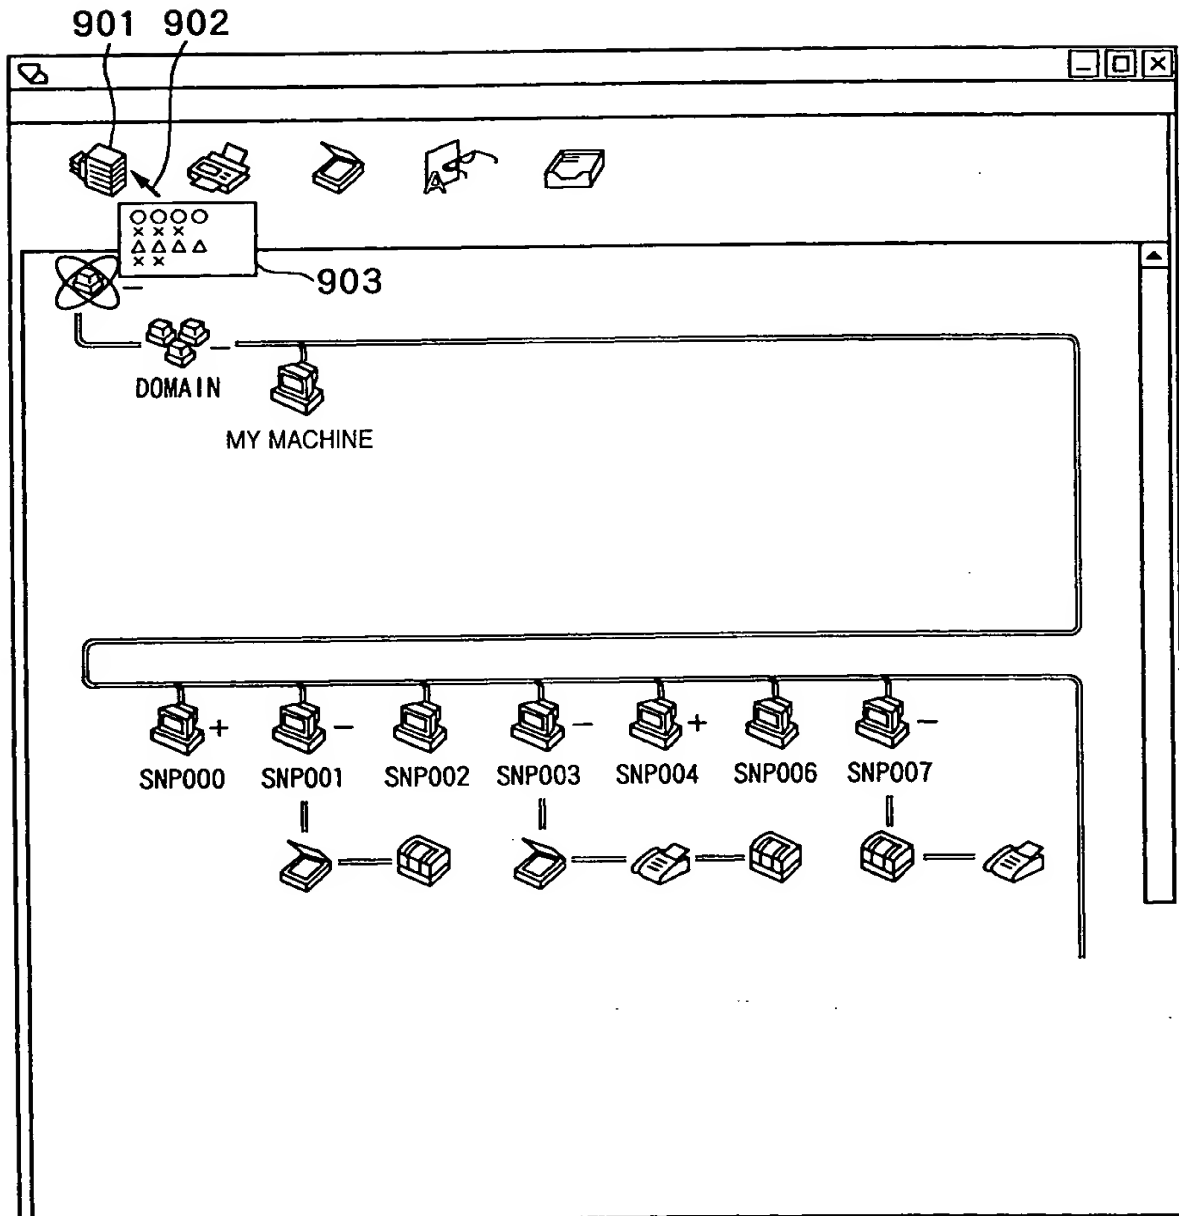 901 902
○○○○
×××
△△△△
××
903
DOMAIN
MY MACHINE
SNP000 SNP001 SNP002 SNP003 SNP004 SNP006 SNP007